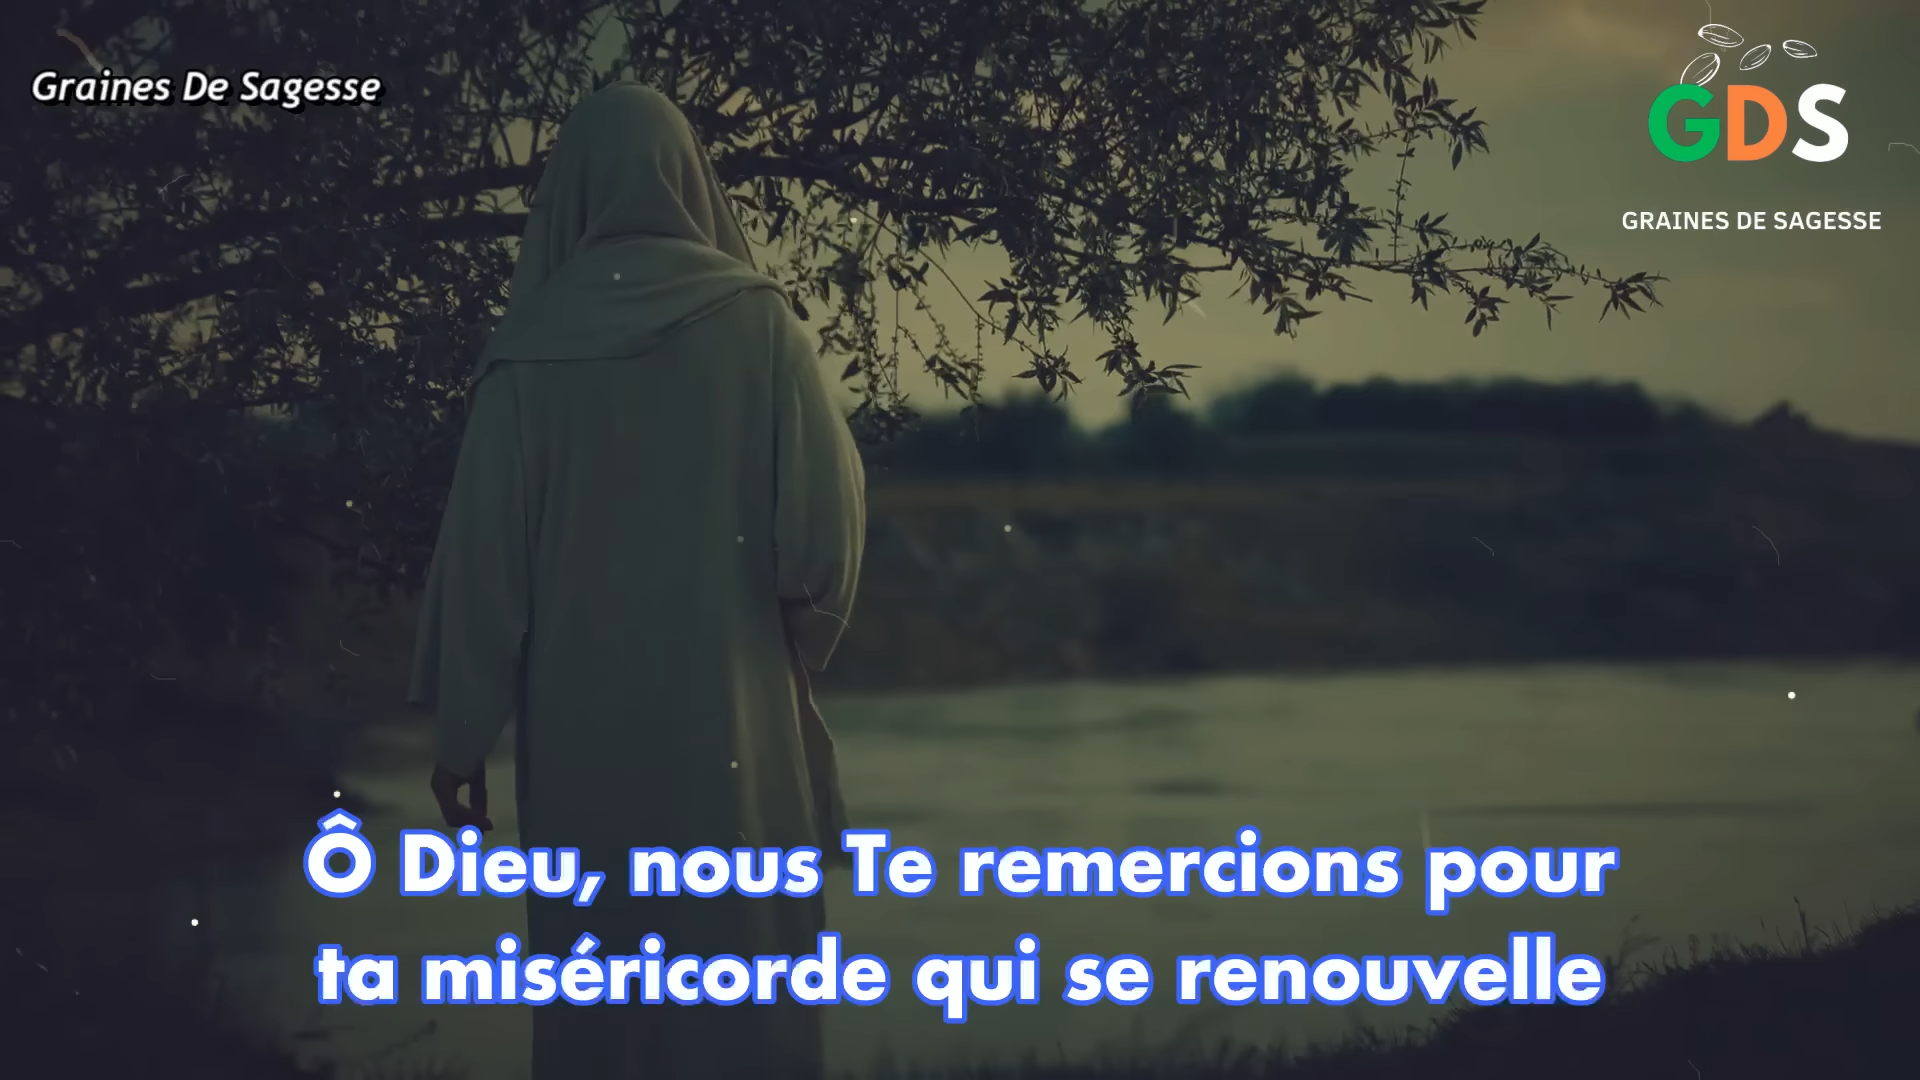 Graines De Sagesse
GDS
GRAINES DE SAGESSE
Ô Dieu, nous Te remercions pour
ta miséricorde qui se renouvelle